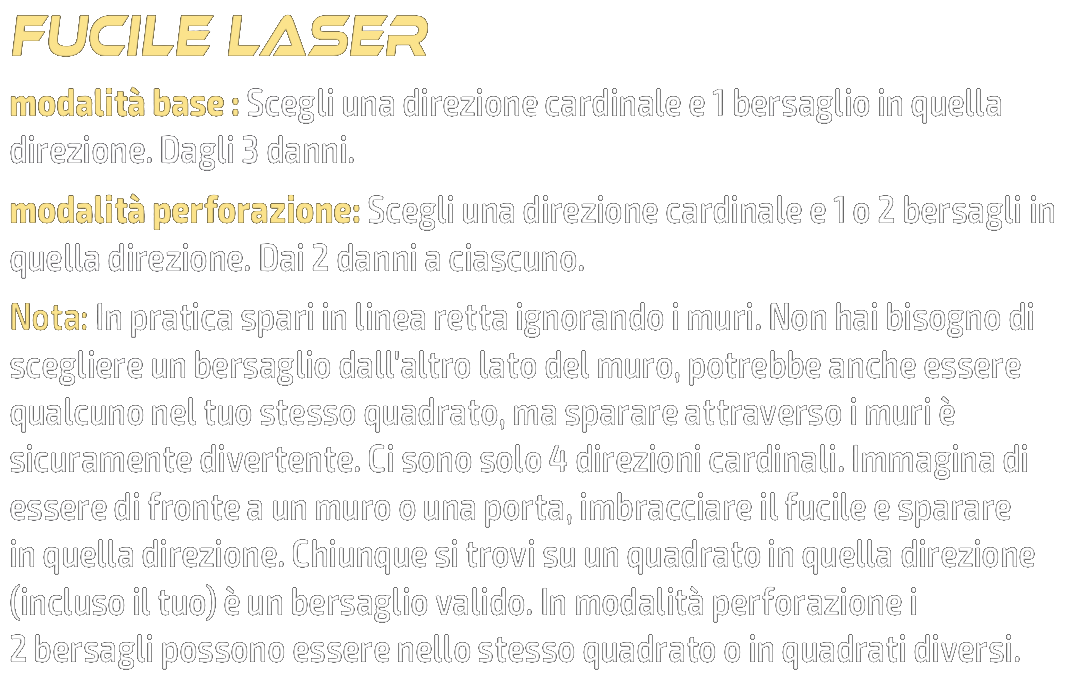 FUCILE LASER
modalità base : Scegli una direzione cardinale e 1 bersaglio in quella
direzione. Dagli 3 danni.
modalità perforazione: Scegli una direzione cardinale e 1 o 2 bersagli in
quella direzione. Dai 2 danni a ciascuno.
Nota: In pratica spari in linea retta ignorando i muri. Non hai bisogno di
scegliere un bersaglio dall'altro lato del muro, potrebbe anche essere
qualcuno nel tuo stesso quadrato, ma sparare attraverso i muri è
sicuramente divertente. Ci sono solo 4 direzioni cardinali. Immagina di
essere di fronte a un muro o una porta, imbracciare il fucile e sparare
in quella direzione. Chiunque si trovi su un quadrato in quella direzione
(incluso il tuo) è un bersaglio valido. In modalità perforazione i
2 bersagli possono essere nello stesso quadrato o in quadrati diversi.